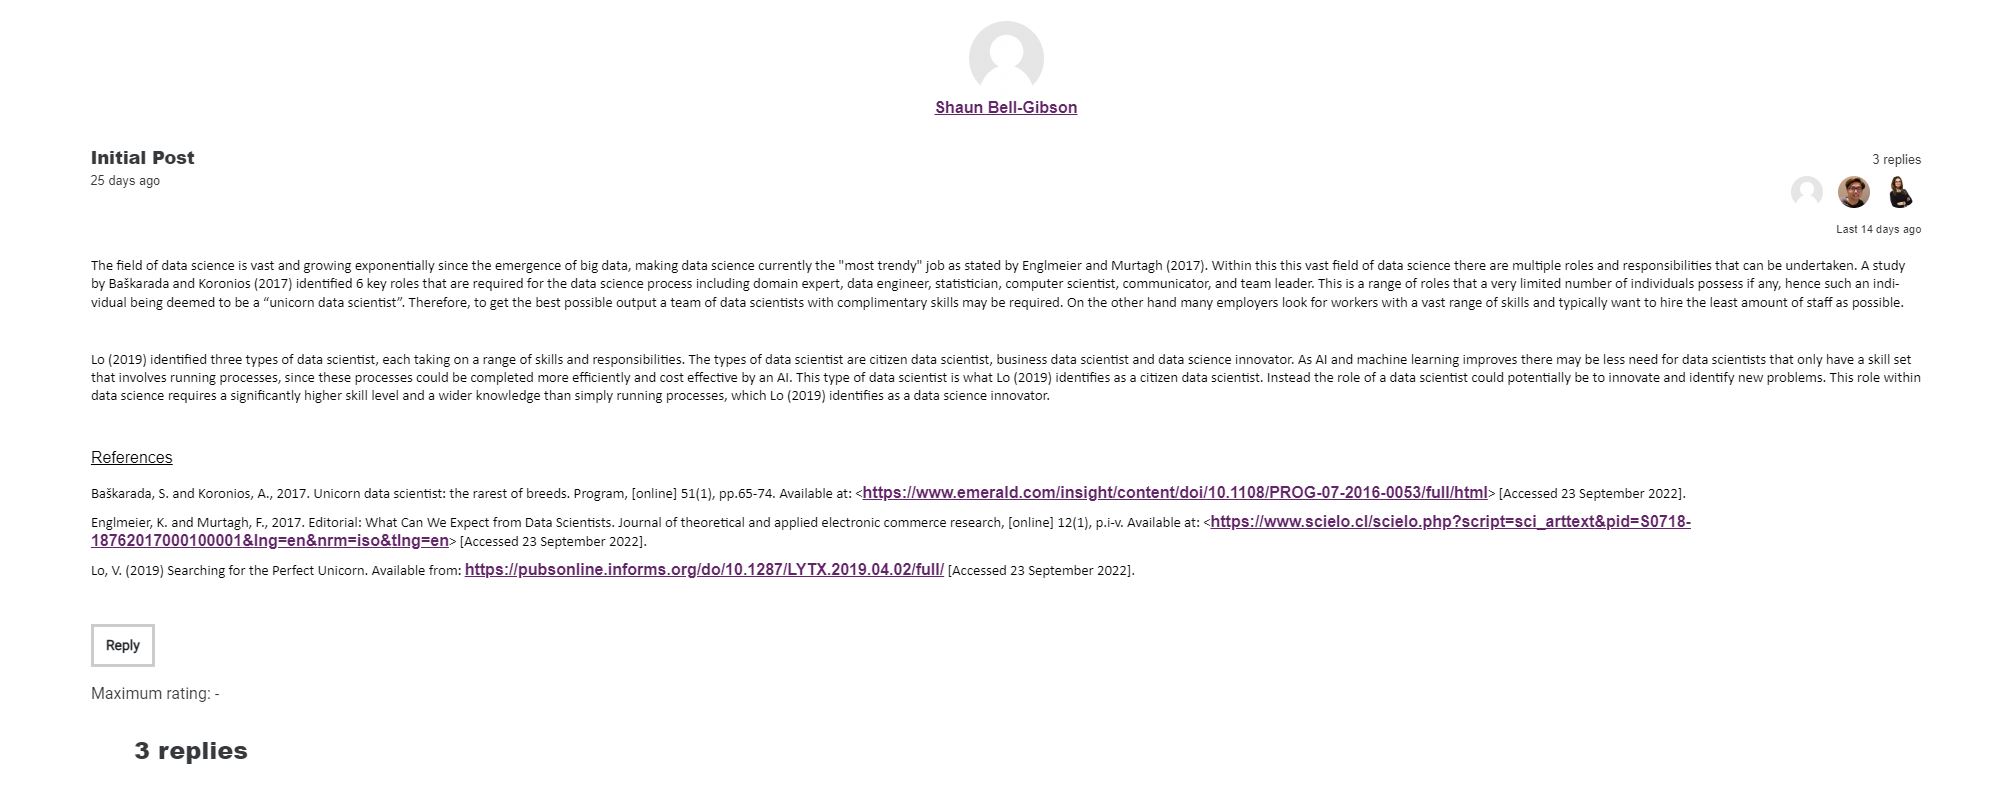 Shaun Bell-Gibson
Initial Post
3 replies
25 days ago
Last 14 days ago
The field of data science is vast and growing exponentially since the emergence of big data, making data science currently the "most trendy" job as stated by Englmeier and Murtagh (2017). Within this this vast field of data science there are multiple roles and responsibilities that can be undertaken. A study
by Baškarada and Koronios (2017) identified 6 key roles that are required for the data science process including domain expert, data engineer, statistician, computer scientist, communicator, and team leader. This is a range of roles that a very limited number of individuals possess if any, hence such an indi-
vidual being deemed to be a “unicorn data scientist”. Therefore, to get the best possible output a team of data scientists with complimentary skills may be required. On the other hand many employers look for workers with a vast range of skills and typically want to hire the least amount of staff as possible.
Lo (2019) identified three types of data scientist, each taking on a range of skills and responsibilities. The types of data scientist are citizen data scientist, business data scientist and data science innovator. As AI and machine learning improves there may be less need for data scientists that only have a skill set
that involves running processes, since these processes could be completed more efficiently and cost effective by an AI. This type of data scientist is what Lo (2019) identifies as a citizen data scientist. Instead the role of a data scientist could potentially be to innovate and identify new problems. This role within
data science requires a significantly higher skill level and a wider knowledge than simply running processes, which Lo (2019) identifies as a data science innovator.
References
Baškarada, S. and Koronios, A., 2017. Unicorn data scientist: the rarest of breeds. Program, [online] 51(1), pp.65-74. Available at: <https://www.emerald.com/insight/content/doi/10.1108/PROG-07-2016-0053/full/html> [Accessed 23 September 2022].
Englmeier, K. and Murtagh, F., 2017. Editorial: What Can We Expect from Data Scientists. Journal of theoretical and applied electronic commerce research, [online] 12(1), p.i-v. Available at: <https://www.scielo.cl/scielo.php?script=sci_arttext&pid=S0718-
18762017000100001&lng=en&nrm=iso&tlng=en> [Accessed 23 September 2022].
Lo, V. (2019) Searching for the Perfect Unicorn. Available from: https://pubsonline.informs.org/do/10.1287/LYTX.2019.04.02/full/ [Accessed 23 September 2022].
Reply
Maximum rating: -
3 replies